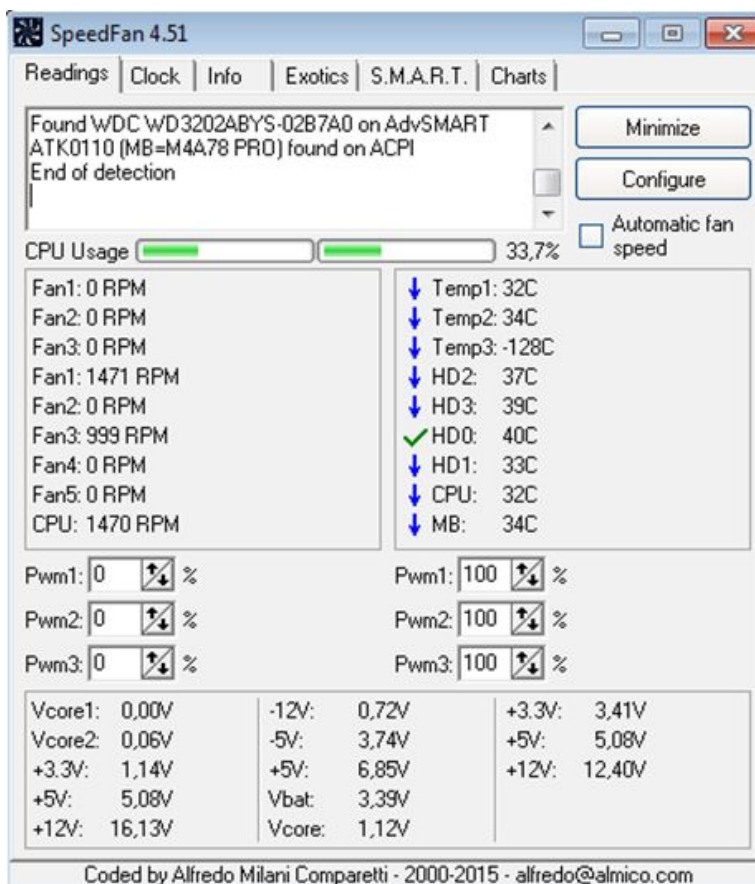 SpeedFan 4.51
Readings Clock Info Exotics S.M.A.R.T. Charts
Found WDC WD3202ABYS-02B7A0 on AdvSMART
ATK0110 (MB=M4A78 PRO) found on ACPI
End of detection
Minimize
Configure
Automatic fan
speed
CPU Usage 33,7%
Fan1: 0 RPM
Fan2: 0 RPM
Fan3: 0 RPM
Fan1: 1471 RPM
Fan2: 0 RPM
Fan3: 999 RPM
Fan4: 0 RPM
Fan5: 0 RPM
CPU: 1470 RPM
Temp1: 32C
Temp2: 34C
Temp3: -128C
HD2: 37C
HD3: 39C
HD0: 40C
HD1: 33C
CPU: 32C
MB: 34C
Pwm1: 0 %
Pwm2: 0 %
Pwm3: 0 %
Pwm1: 100 %
Pwm2: 100 %
Pwm3: 100 %
Vcore1: 0,00V
Vcore2: 0,06V
+3.3V: 1,14V
+5V: 5,08V
+12V: 16,13V
-12V: 0,72V
-5V: 3,74V
+5V: 6,85V
Vbat: 3,39V
Vcore: 1,12V
+3.3V: 3,41V
+5V: 5,08V
+12V: 12,40V
Coded by Alfredo Milani Comparetti - 2000-2015 - alfredo@almico.com